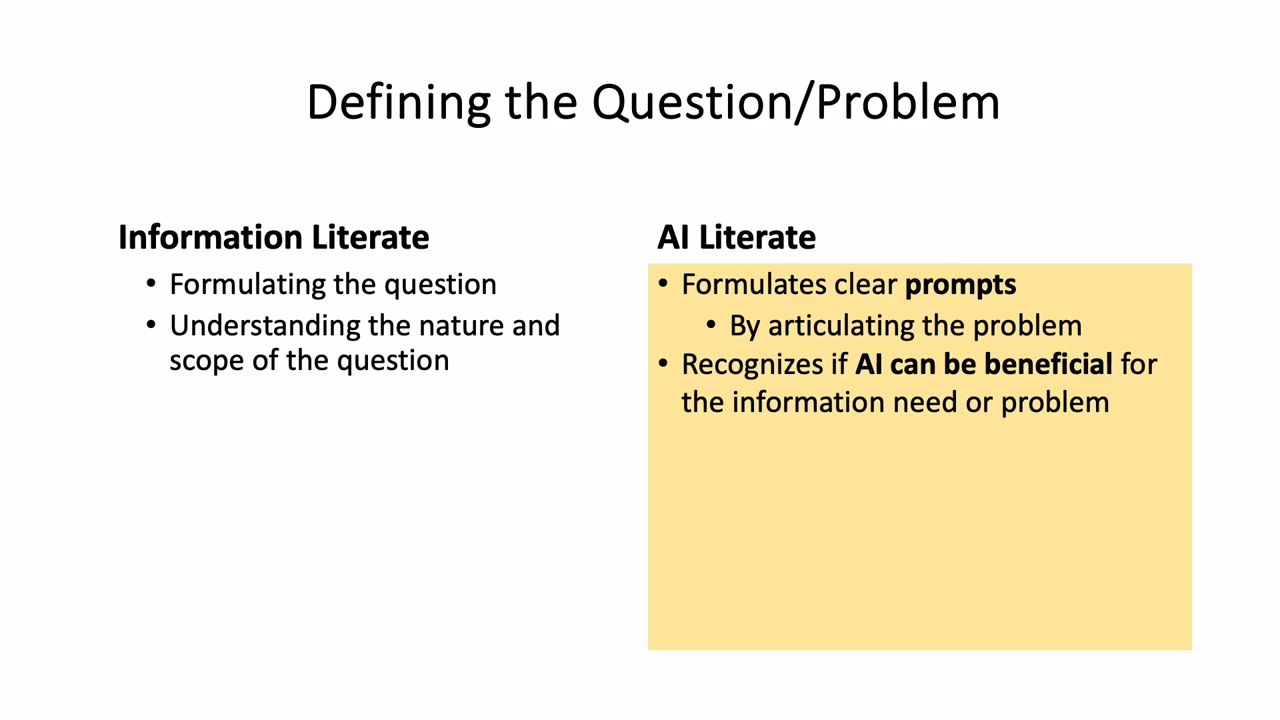 Defining the Question/Problem
Information Literate
• Formulating the question
• Understanding the nature and
scope of the question
AI Literate
• Formulates clear prompts
• By articulating the problem
• Recognizes if AI can be beneficial for
the information need or problem